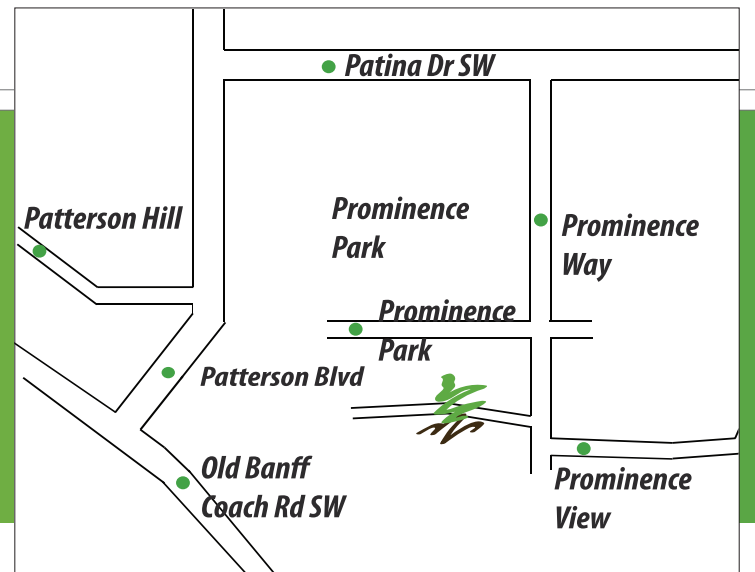 Patina Dr SW
Patterson Hill
Prominence
Park
Prominence
Way
Prominence
Park
Patterson Blvd
Old Banff
Coach Rd SW
Prominence
View